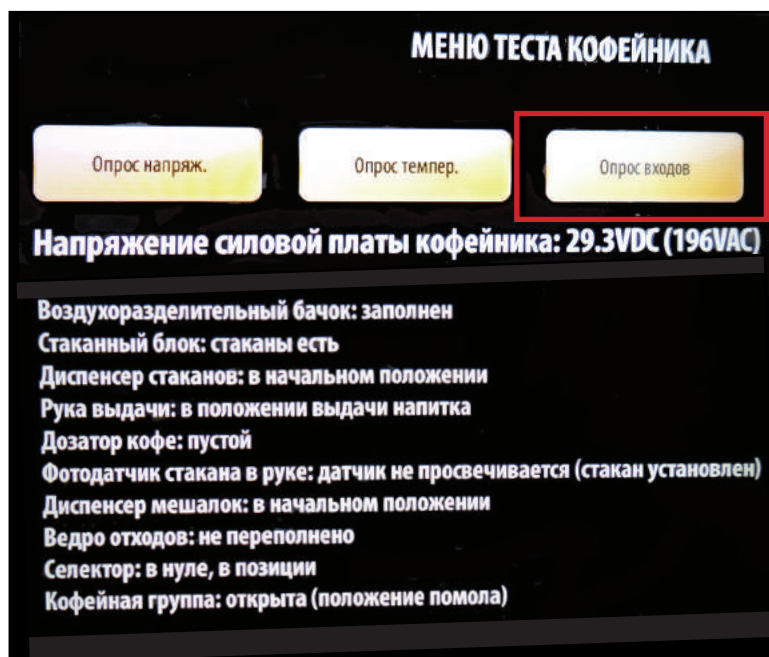 МЕНЮ ТЕСТА КОФЕЙНИКА
Опрос напряж.
Опрос темпер.
Опрос входов
Напряжение силовой платы кофейника: 29.3VDC (196VAC)
Воздухоразделительный бачок: заполнен
Стаканный блок: стаканы есть
Диспенсер стаканов: в начальном положении
Рука выдачи: в положении выдачи напитка
Дозатор кофе: пустой
Фотодатчик стакана в руке: датчик не просвечивается (стакан установлен)
Диспенсер мешалок: в начальном положении
Ведро отходов: не переполнено
Селектор: в нуле, в позиции
Кофейная группа: открыта (положение помола)